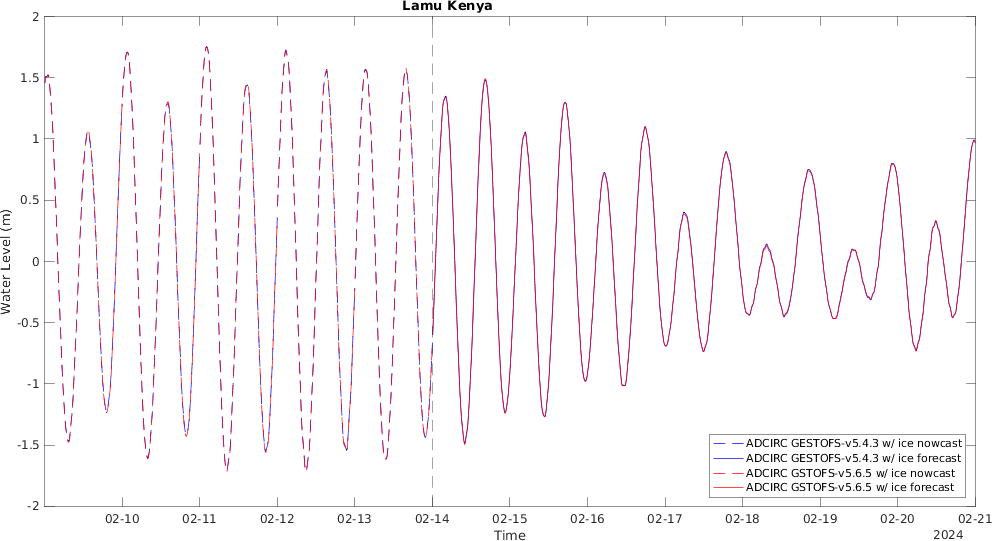 Lamu Kenya
2
1.5
1
0.5
0
-0.5
-1
-1.5
-2
Water Level (m)
ADCIRC GESTOFS-v5.4.3 w/ ice nowcast
ADCIRC GESTOFS-v5.4.3 w/ ice forecast
ADCIRC GSTOFS-v5.6.5 w/ ice nowcast
ADCIRC GSTOFS-v5.6.5 w/ ice forecast
02-10 02-11 02-12 02-13 02-14 02-15 02-16 02-17 02-18 02-19 02-20 02-21
Time
2024